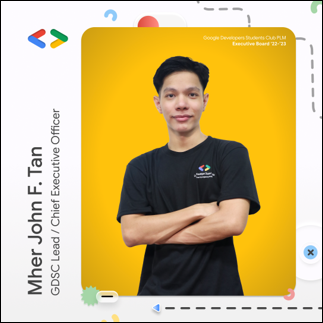 Google Developers Students Club PLM
Executive Board '22-'23
Mher John F. Tan
GDSC Lead / Chief Executive Officer